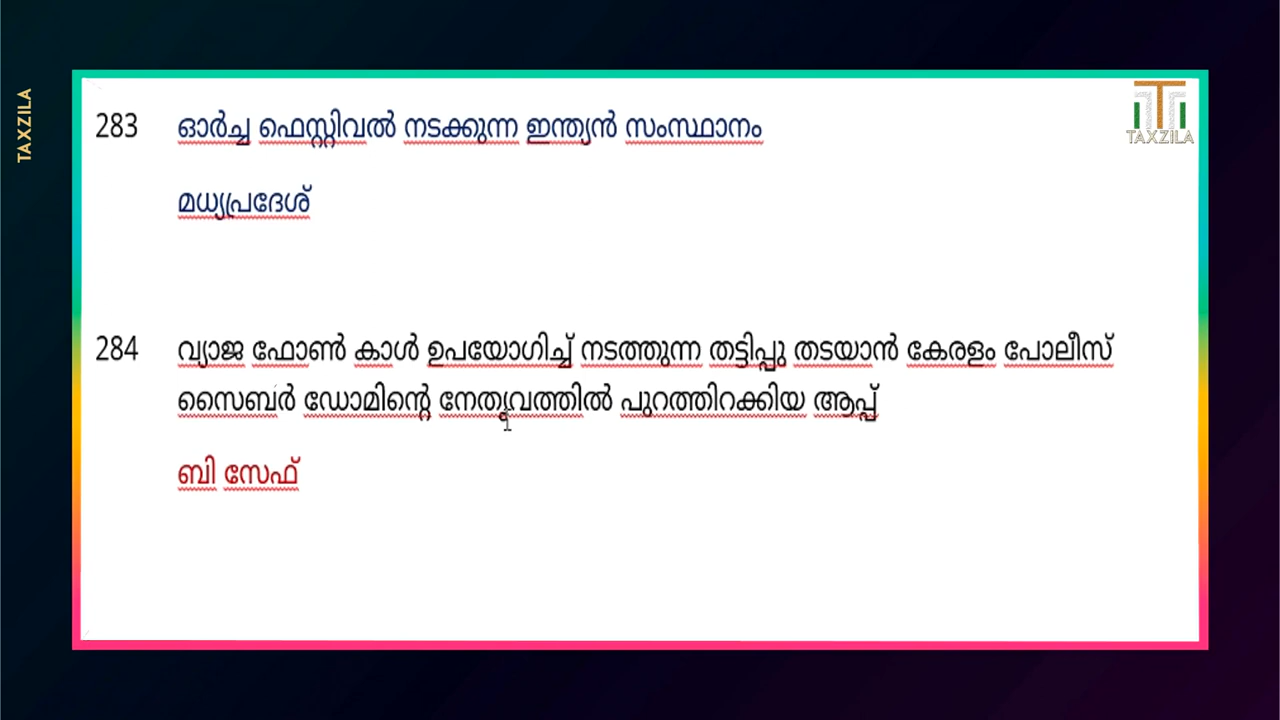 TAXZILA
TAXZILA
283 ഓർച്ച ഫെസ്റ്റിവൽ നടക്കുന്ന ഇന്ത്യൻ സംസ്ഥാനം
മധ്യപ്രദേശ്
284 വ്യാജ ഫോൺ കാൾ ഉപയോഗിച്ച് നടത്തുന്ന തട്ടിപ്പു തടയാൻ കേരളം പോലീസ്
സൈബർ ഡോമിന്റെ നേതൃവത്തിൽ പുറത്തിറക്കിയ ആപ്പ്
ബി സേഫ്